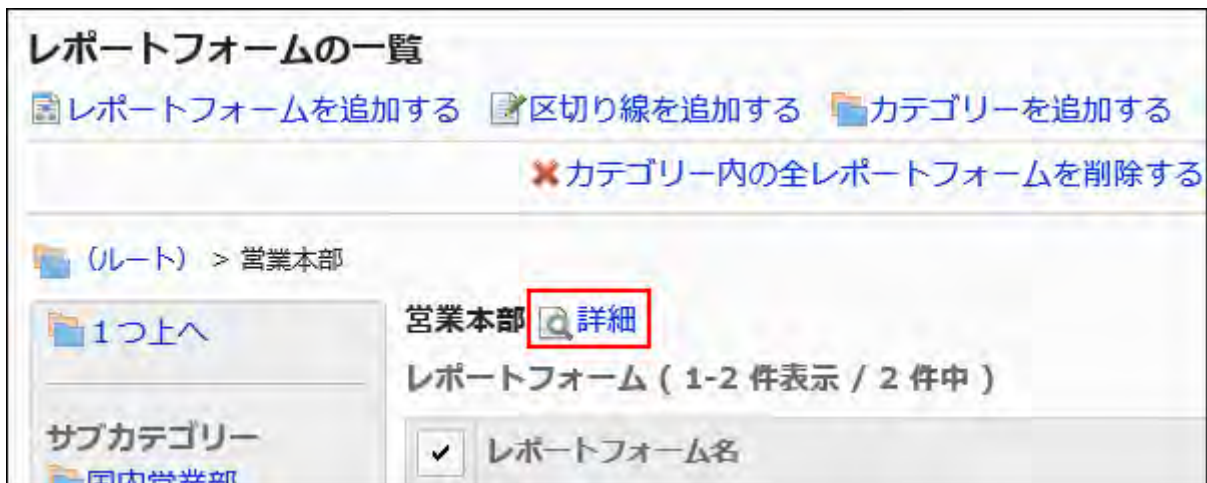 レポートフォームの一覧
レポートフォームを追加する 区切り線を追加する カテゴリーを追加する
カテゴリー内の全レポートフォームを削除する
（ルート） > 営業本部
1つ上へ
営業本部 詳細
レポートフォーム ( 1-2 件表示 / 2 件中 )
サブカテゴリー
レポートフォーム名
国内営業部